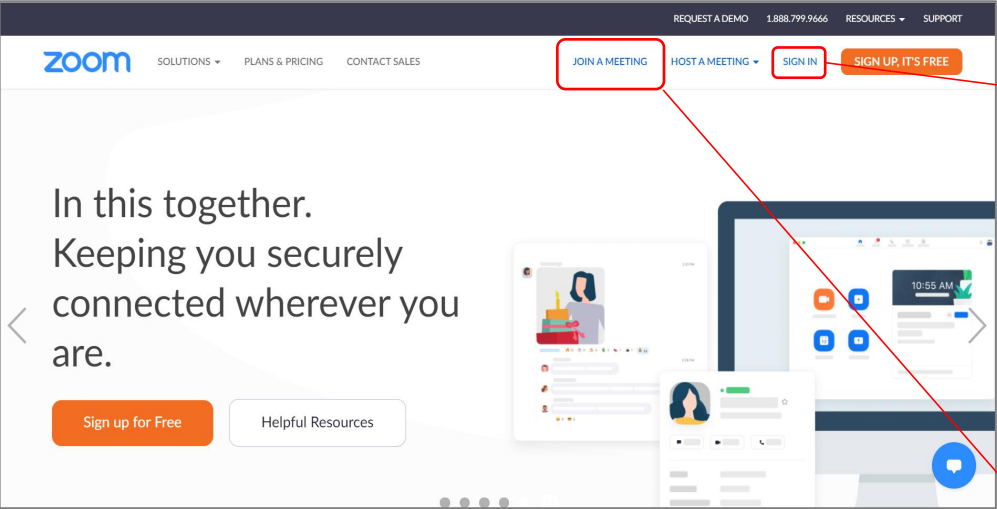 REQUEST A DEMO 1.888.799.9666 RESOURCES SUPPORT
zoom SOLUTIONS PLANS & PRICING CONTACT SALES JOIN A MEETING HOST A MEETING SIGN IN SIGN UP, IT'S FREE
In this together.
Keeping you securely
connected wherever you
are.
10:55 AM
Sign up for Free Helpful Resources